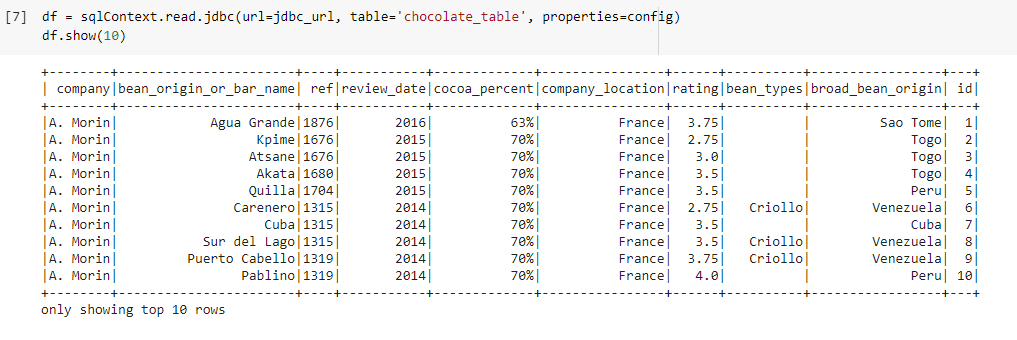 [7] df = sqlContext.read.jdbc(url=jdbc_url, table='chocolate_table', properties=config)
df.show(10)
+--------+-----------------------+----+-----------+-------------+----------------+------+----------+-----------------+---+
| company|bean_origin_or_bar_name| ref|review_date|cocoa_percent|company_location|rating|bean_types|broad_bean_origin| id|
+--------+-----------------------+----+-----------+-------------+----------------+------+----------+-----------------+---+
|A. Morin|            Agua Grande|1876|       2016|          63%|          France|  3.75|          |         Sao Tome|  1|
|A. Morin|                  Kpime|1676|       2015|          70%|          France|  2.75|          |             Togo|  2|
|A. Morin|                 Atsane|1676|       2015|          70%|          France|   3.0|          |             Togo|  3|
|A. Morin|                  Akata|1680|       2015|          70%|          France|   3.5|          |             Togo|  4|
|A. Morin|                 Quilla|1704|       2015|          70%|          France|   3.5|          |             Peru|  5|
|A. Morin|               Carenero|1315|       2014|          70%|          France|  2.75|   Criollo|        Venezuela|  6|
|A. Morin|                   Cuba|1315|       2014|          70%|          France|   3.5|          |             Cuba|  7|
|A. Morin|           Sur del Lago|1315|       2014|          70%|          France|   3.5|   Criollo|        Venezuela|  8|
|A. Morin|         Puerto Cabello|1319|       2014|          70%|          France|  3.75|   Criollo|        Venezuela|  9|
|A. Morin|                Pablino|1319|       2014|          70%|          France|   4.0|          |             Peru| 10|
+--------+-----------------------+----+-----------+-------------+----------------+------+----------+-----------------+---+
only showing top 10 rows